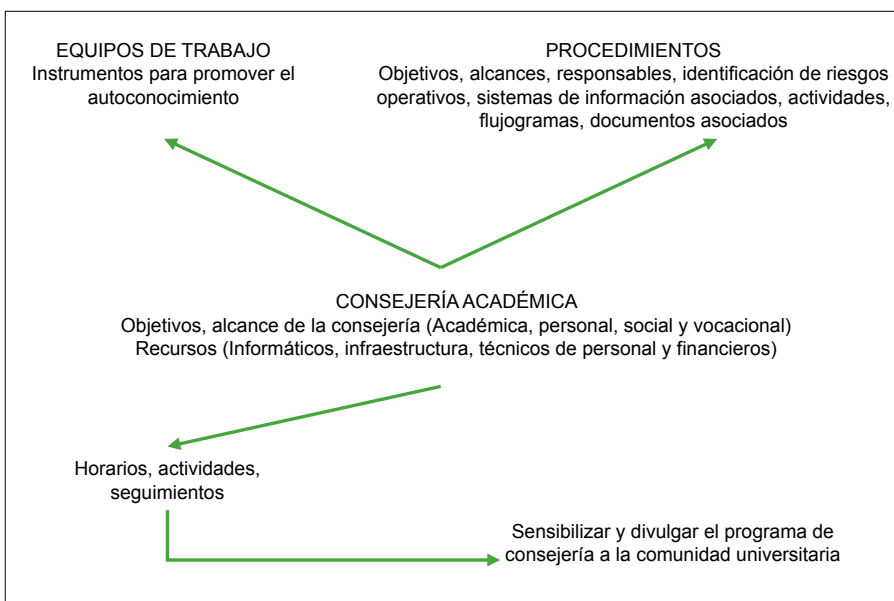 EQUIPOS DE TRABAJO
Instrumentos para promover el
autoconocimiento
PROCEDIMIENTOS
Objetivos, alcances, responsables, identificación de riesgos
operativos, sistemas de información asociados, actividades,
flujogramas, documentos asociados
CONSEJERÍA ACADÉMICA
Objetivos, alcance de la consejería (Académica, personal, social y vocacional)
Recursos (Informáticos, infraestructura, técnicos de personal y financieros)
Horarios, actividades,
seguimientos
Sensibilizar y divulgar el programa de
consejería a la comunidad universitaria